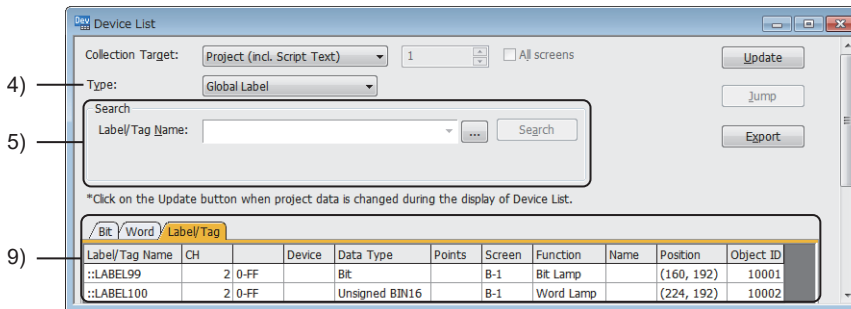 Dev Device List
Collection Target: Project (incl. Script Text) 1 All screens Update
4) Type: Global Label Jump
Search
5) Label/Tag Name: ... Search Export
*Click on the Update button when project data is changed during the display of Device List.
Bit Word Label/Tag
9) Label/Tag Name CH Device Data Type Points Screen Function Name Position Object ID
::LABEL99 2 0-FF Bit B-1 Bit Lamp (160, 192) 10001
::LABEL100 2 0-FF Unsigned BIN16 B-1 Word Lamp (224, 192) 10002